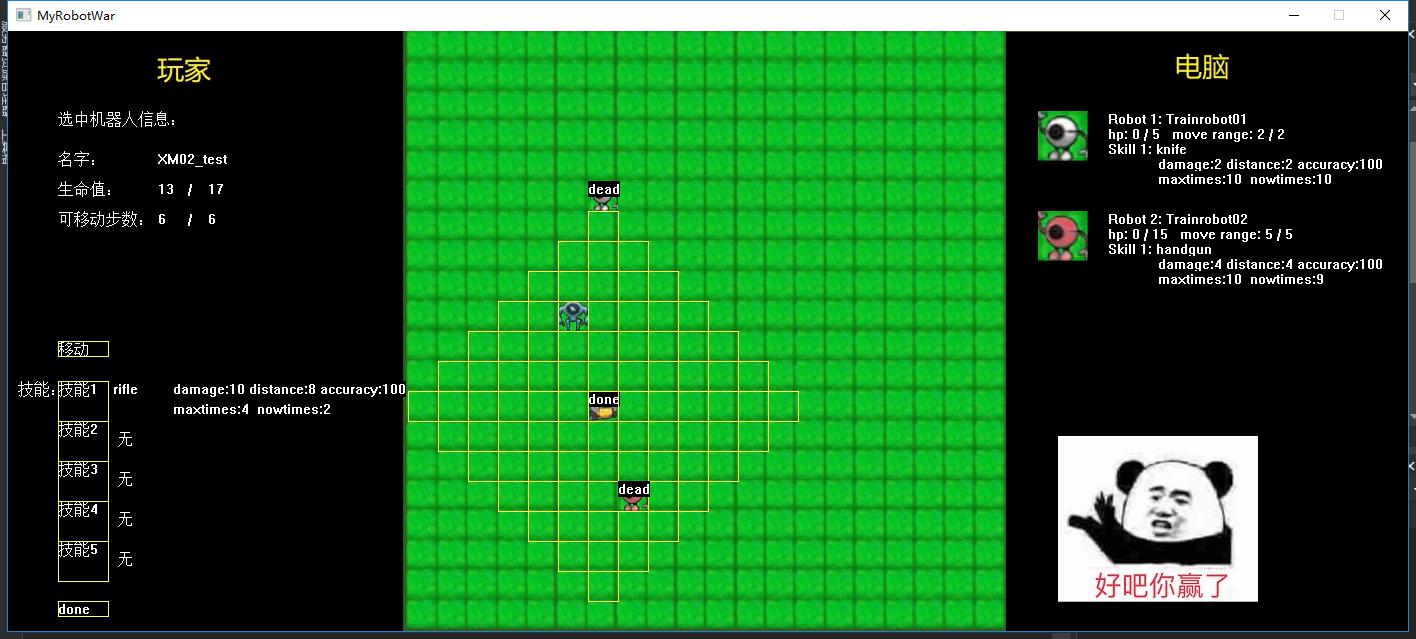 MyRobotWar
玩家
选中机器人信息：
名字： XM02_test
生命值： 13 / 17
可移动步数： 6 / 6
移动
技能： 技能1 rifle damage:10 distance:8 accuracy:100
maxtimes:4 nowtimes:2
技能2 无
技能3 无
技能4 无
技能5 无
done
dead
done
dead
电脑
Robot 1: Trainrobot01
hp: 0 / 5 move range: 2 / 2
Skill 1: knife
damage:2 distance:2 accuracy:100
maxtimes:10 nowtimes:10
Robot 2: Trainrobot02
hp: 0 / 15 move range: 5 / 5
Skill 1: handgun
damage:4 distance:4 accuracy:100
maxtimes:10 nowtimes:9
好吧你赢了